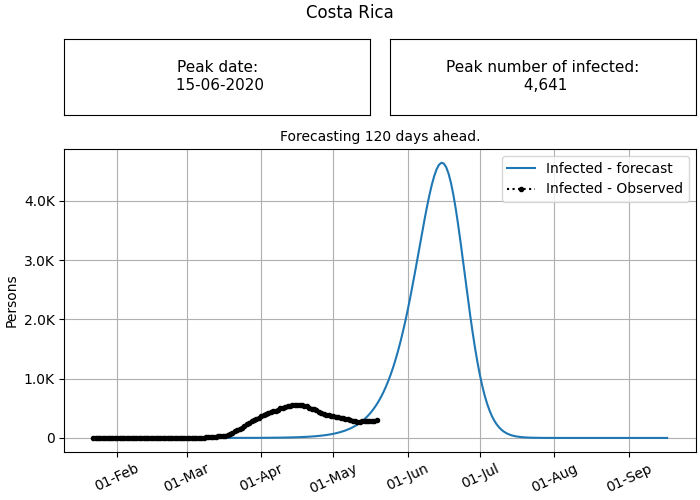 Costa Rica
Peak date:
15-06-2020
Peak number of infected:
4,641
Forecasting 120 days ahead.
Infected - forecast
Infected - Observed
4.0K
3.0K
2.0K
1.0K
0
Persons
01-Feb
01-Mar
01-Apr
01-May
01-Jun
01-Jul
01-Aug
01-Sep